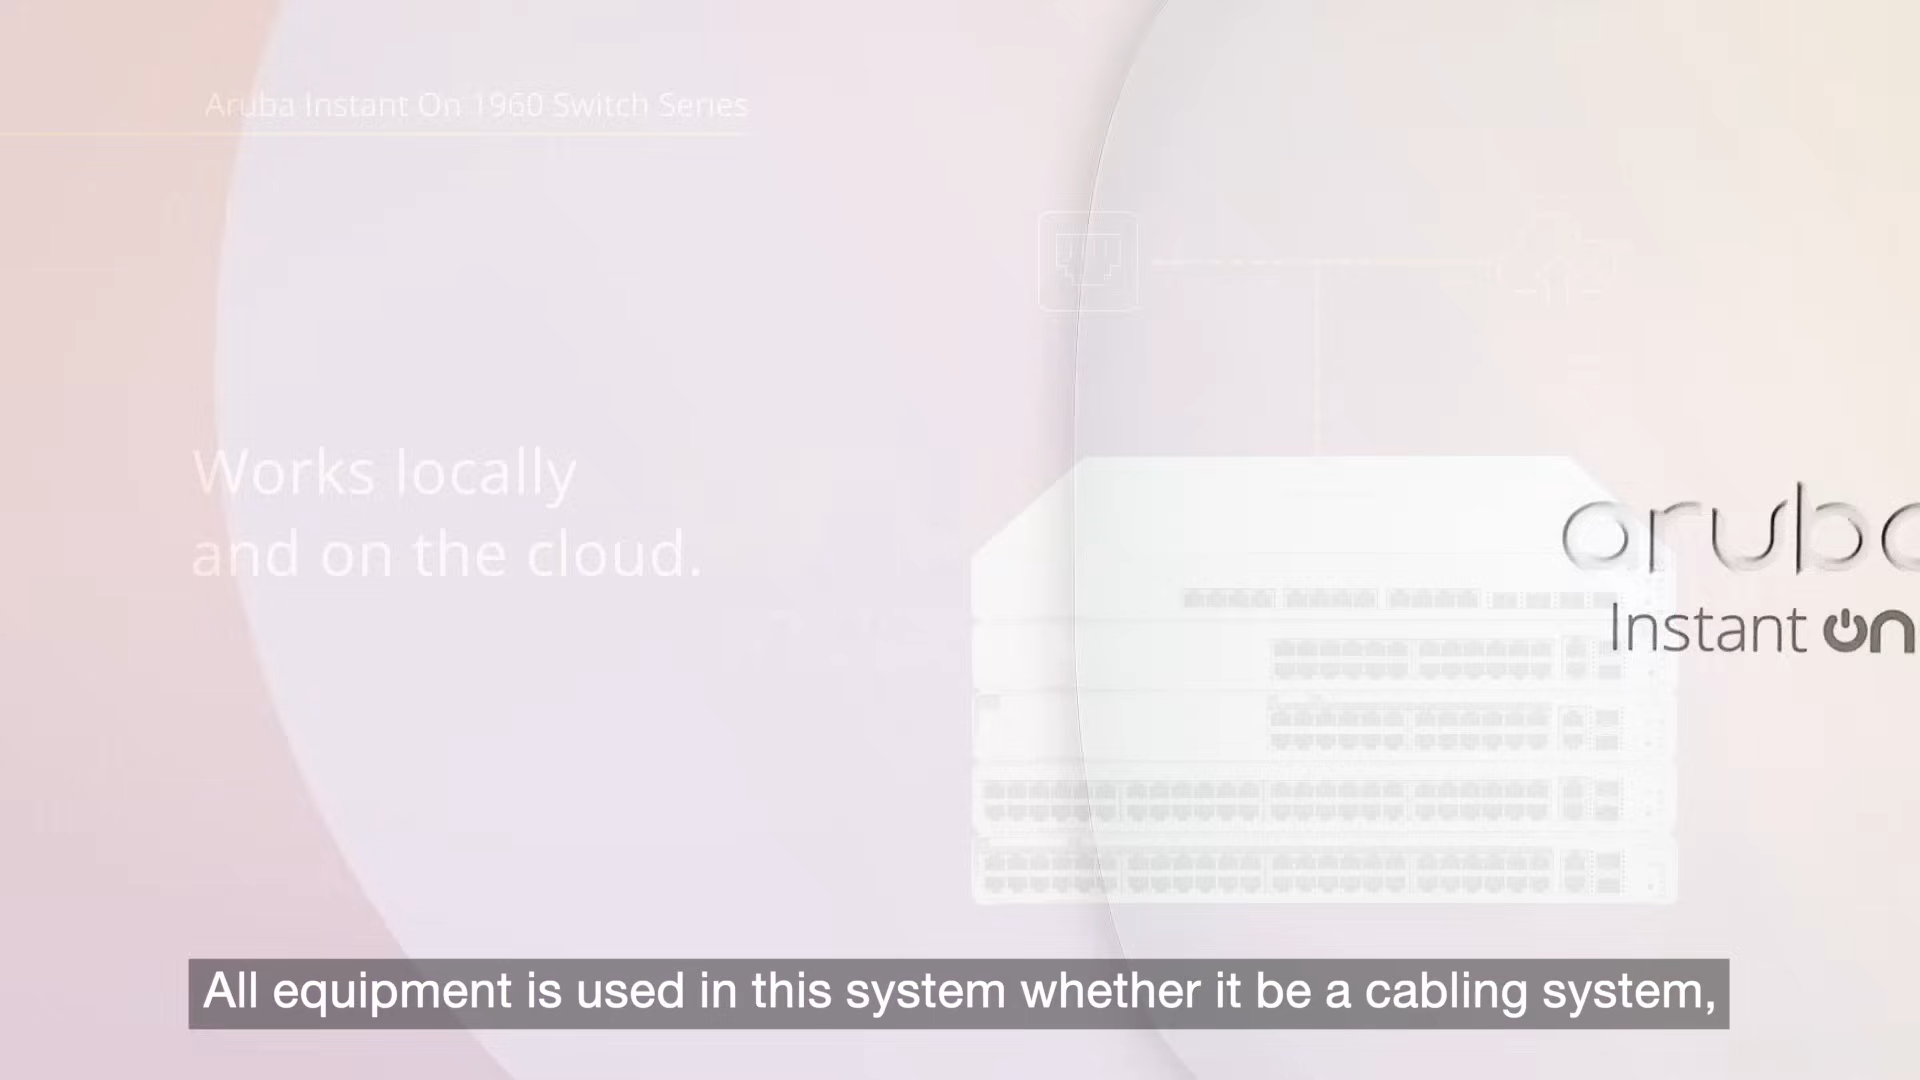 Aruba Instant On 1960 Switch Series
Works locally
and on the cloud.
aruba
Instant on
All equipment is used in this system whether it be a cabling system,